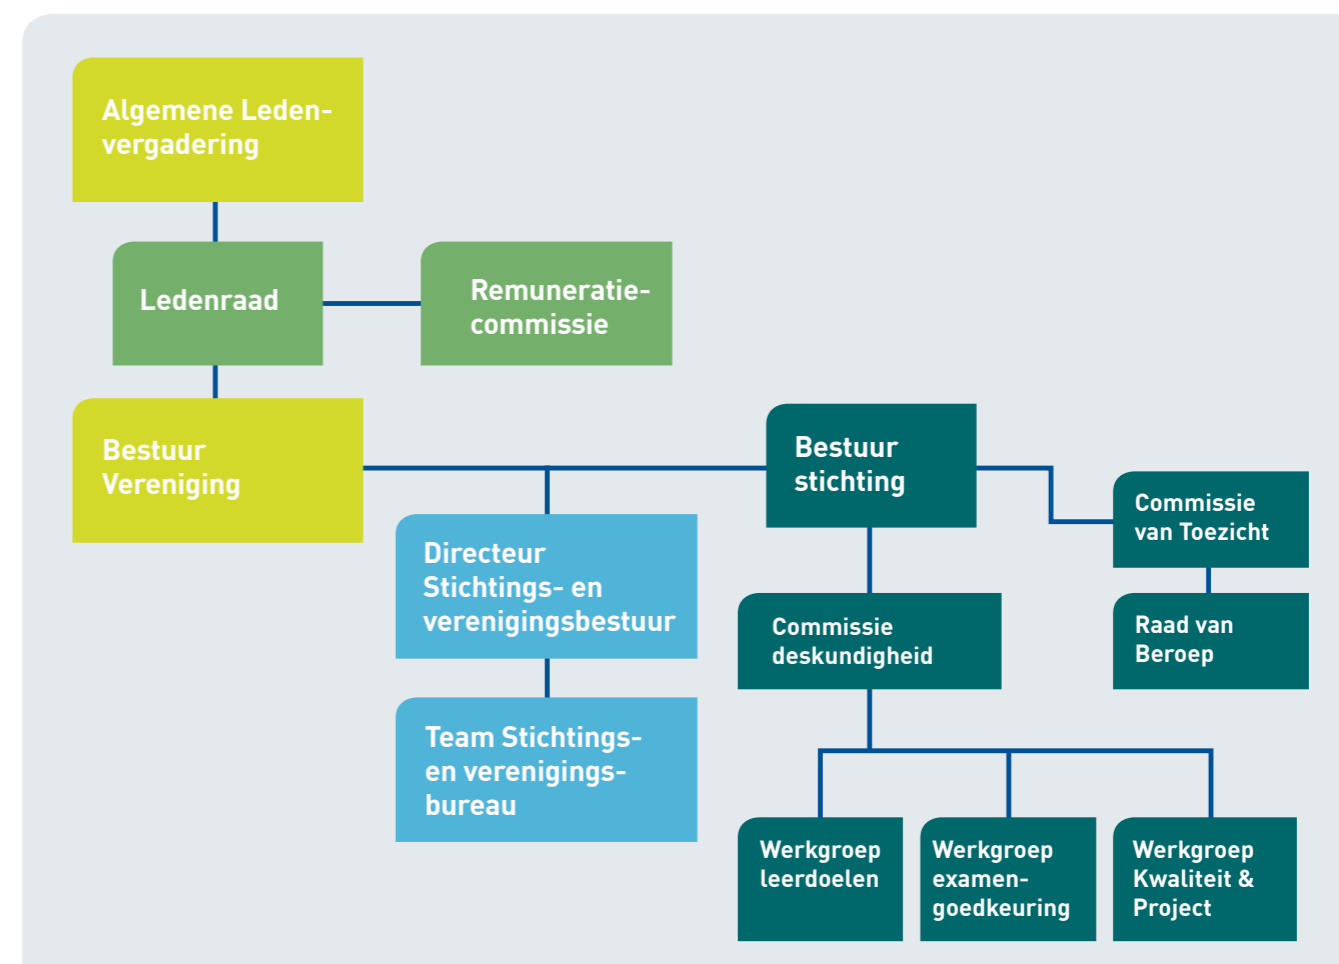 Algemene Leden-
vergadering
Ledenraad
Remuneratie-
commissie
Bestuur
Vereniging
Bestuur
stichting
Commissie
van Toezicht
Directeur
Stichtings- en
verenigingsbestuur
Commissie
deskundigheid
Raad van
Beroep
Team Stichtings-
en verenigings-
bureau
Werkgroep
leerdoelen
Werkgroep
examen-
goedkeuring
Werkgroep
Kwaliteit &
Project